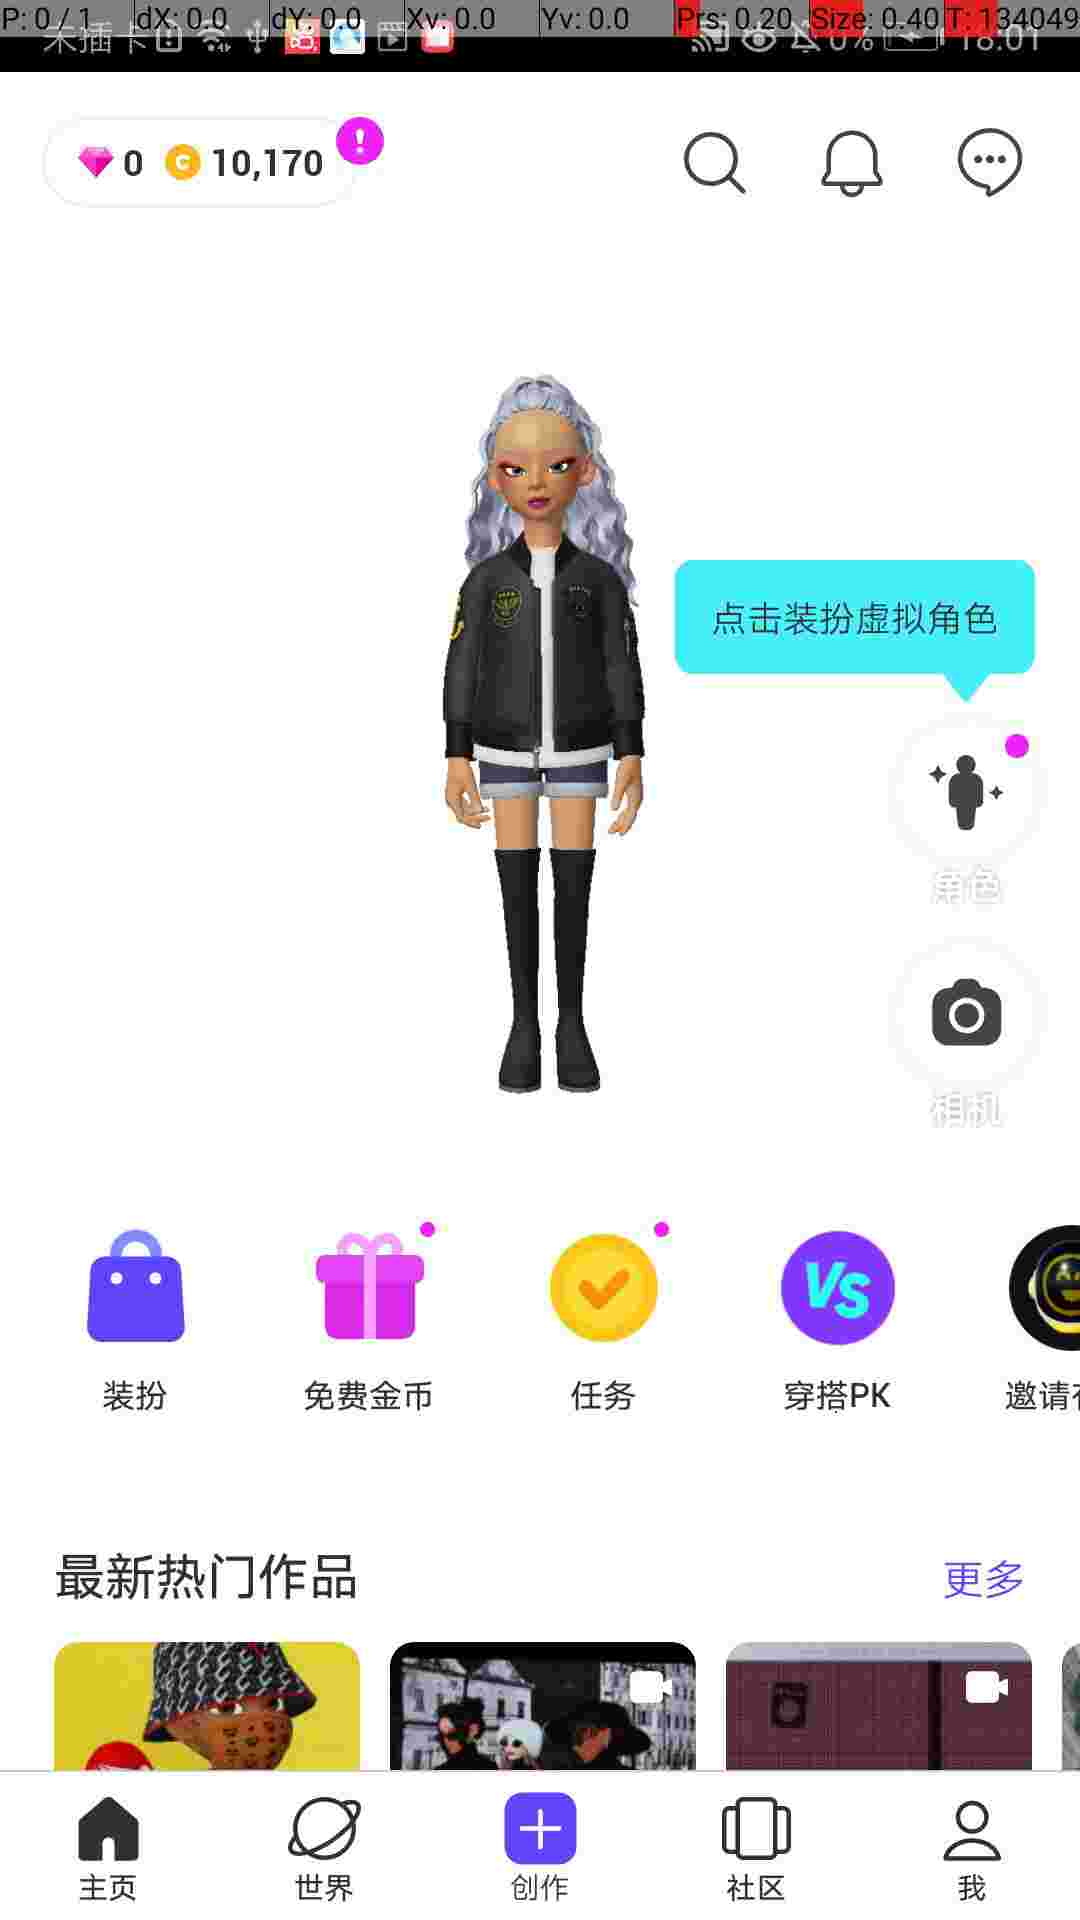 P: 0 / 1 dX: 0.0 dY: 0.0 Xv: 0.0 Yv: 0.0 Prs: 0.20 Size: 0.40 T: 134049
未插卡 0% 18:01
0 10,170
点击装扮虚拟角色
角色
相机
VS
装扮 免费金币 任务 穿搭PK 邀请
最新热门作品 更多
主页 世界 创作 社区 我